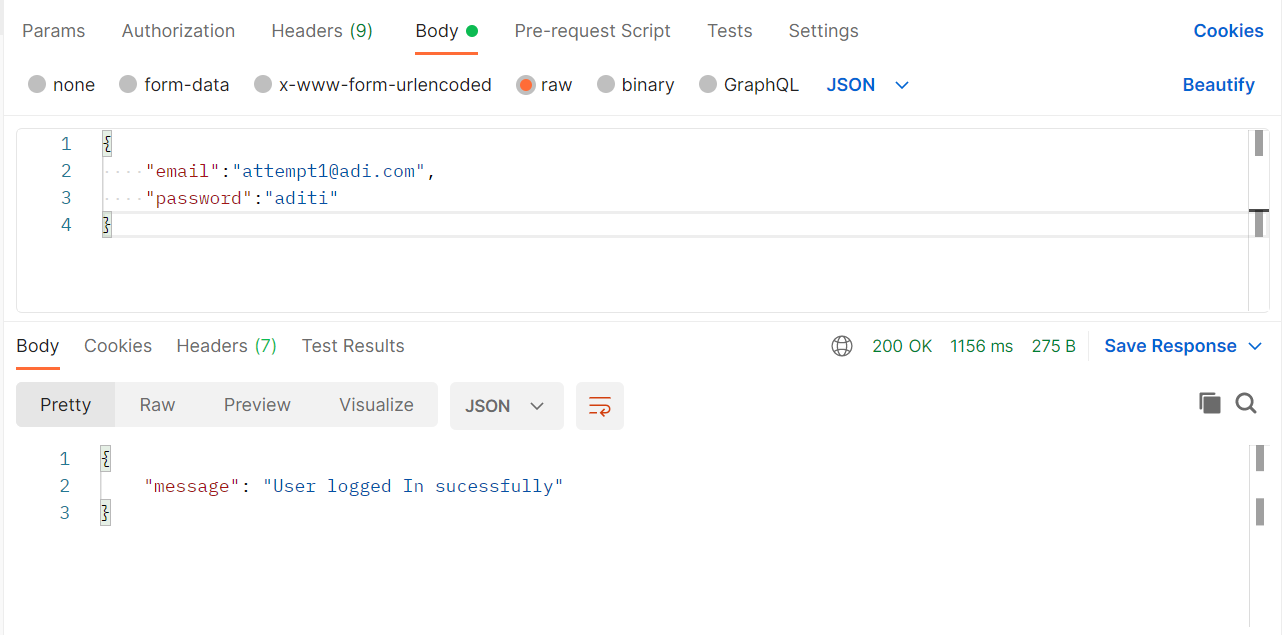 Params Authorization Headers (9) Body Pre-request Script Tests Settings Cookies
none form-data x-www-form-urlencoded raw binary GraphQL JSON Beautify
1 {
2 "email":"attempt1@adi.com",
3 "password":"aditi"
4 }
Body Cookies Headers (7) Test Results 200 OK 1156 ms 275 B Save Response
Pretty Raw Preview Visualize JSON
1 {
2 "message": "User logged In sucessfully"
3 }